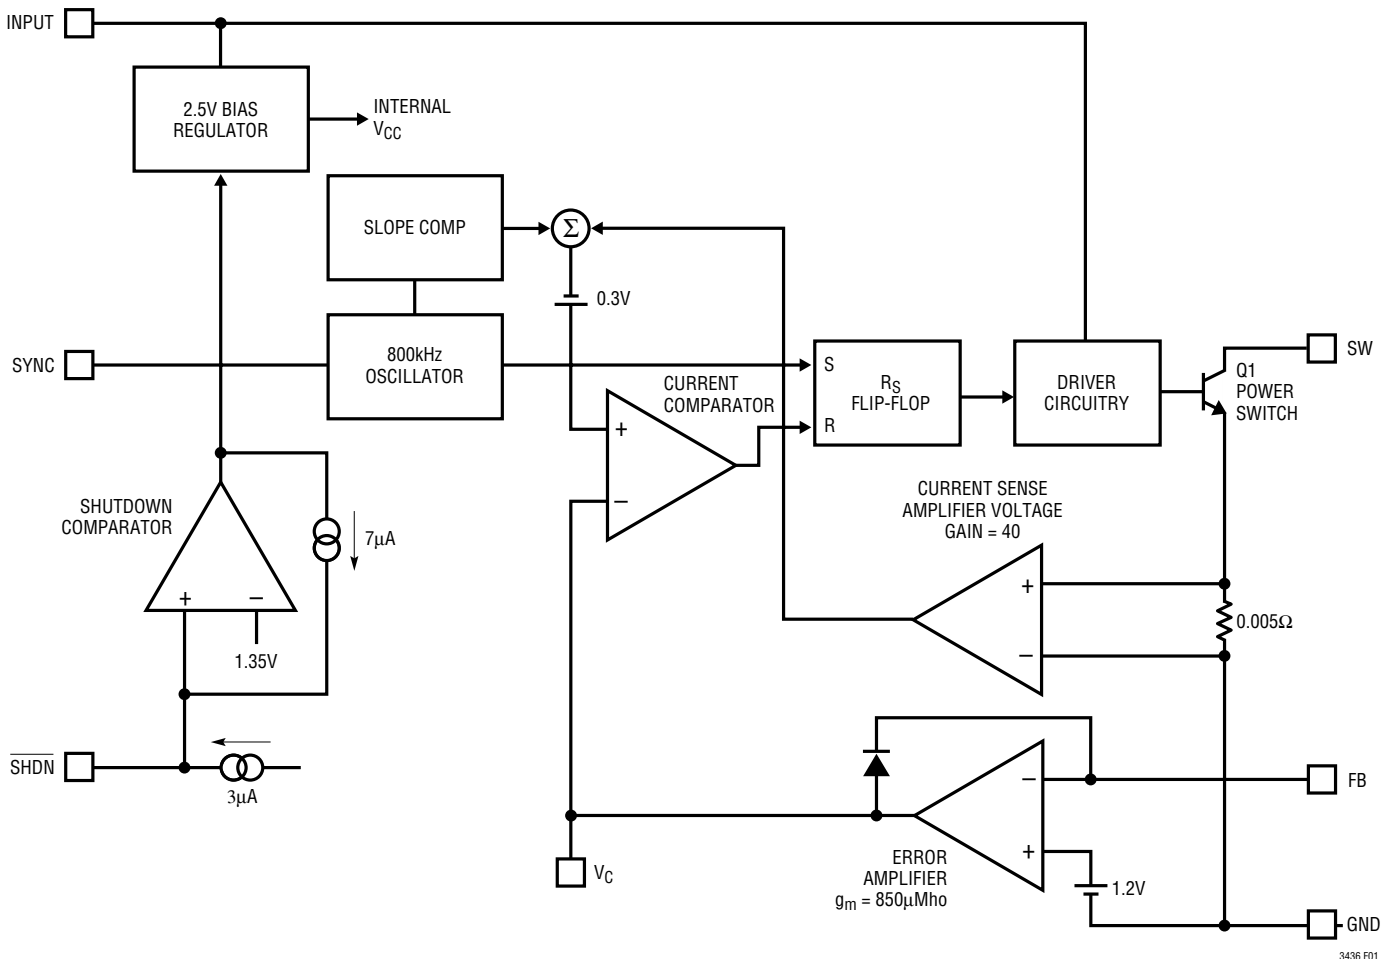 INPUT
2.5V BIAS
REGULATOR
INTERNAL
VCC
SLOPE COMP
Σ
0.3V
SYNC
800kHz
OSCILLATOR
CURRENT
COMPARATOR
+
–
S
R
RS
FLIP-FLOP
DRIVER
CIRCUITRY
SW
Q1
POWER
SWITCH
SHUTDOWN
COMPARATOR
+
–
1.35V
7µA
CURRENT SENSE
AMPLIFIER VOLTAGE
GAIN = 40
+
–
0.005Ω
SHDN
3µA
VC
ERROR
AMPLIFIER
gm = 850µMho
–
+
1.2V
FB
GND
3436 F01